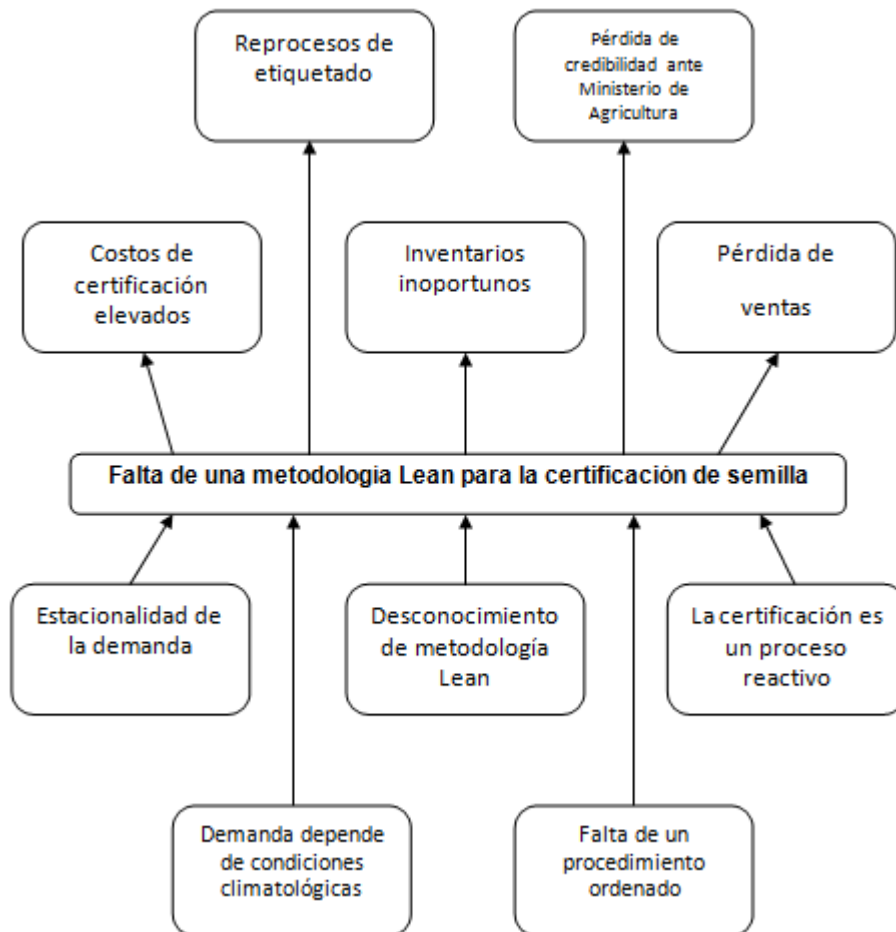 Reprocesos de
etiquetado
Pérdida de
credibilidad ante
Ministerio de
Agricultura
Costos de
certificación
elevados
Inventarios
inoportunos
Pérdida de
ventas
Falta de una metodología Lean para la certificación de semilla
Estacionalidad de
la demanda
Desconocimiento
de metodología
Lean
La certificación es
un proceso
reactivo
Demanda depende
de condiciones
climatológicas
Falta de un
procedimiento
ordenado